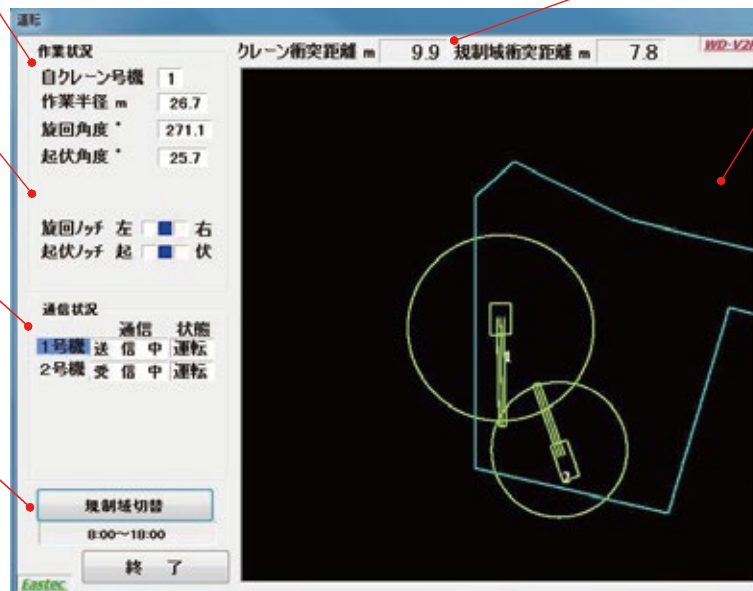 運転
作業状況
クレーン衝突距離 m 9.9 規制域衝突距離 m 7.8
自クレーン号機 1
作業半径 m 26.7
旋回角度 ° 271.1
起伏角度 ° 25.7
旋回ノッチ 左 右
起伏ノッチ 起 伏
通信状況
通信 状態
1号機 送信中 運転
2号機 受信中 運転
1
2
規制域切替
8:00～18:00
終 了
Eastec